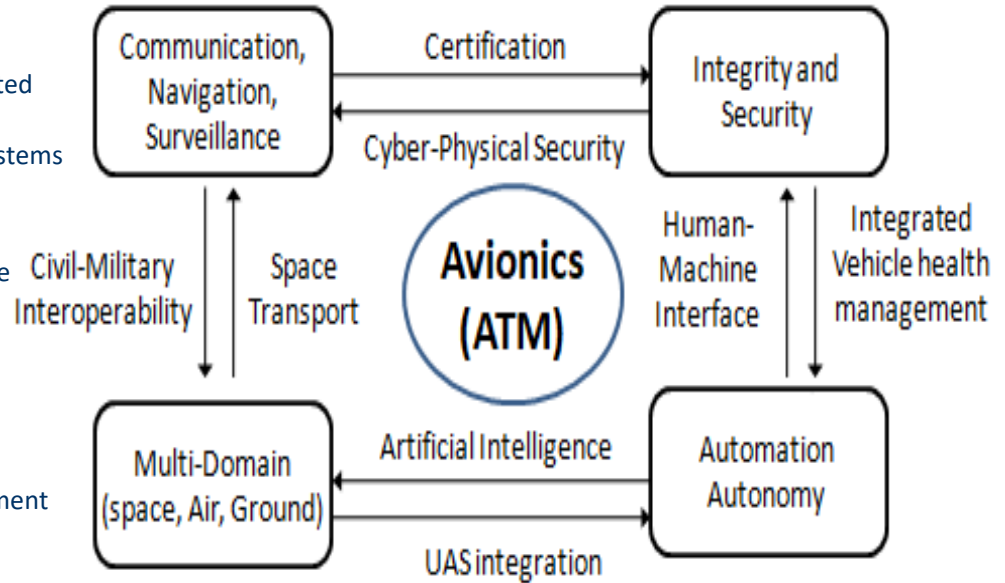 Communication,
Navigation,
Surveillance
Certification
Cyber-Physical Security
Integrity and
Security
Civil-Military
Interoperability
Space
Transport
Avionics
(ATM)
Human-
Machine
Interface
Integrated
Vehicle health
management
Multi-Domain
(space, Air, Ground)
Artificial Intelligence
UAS integration
Automation
Autonomy